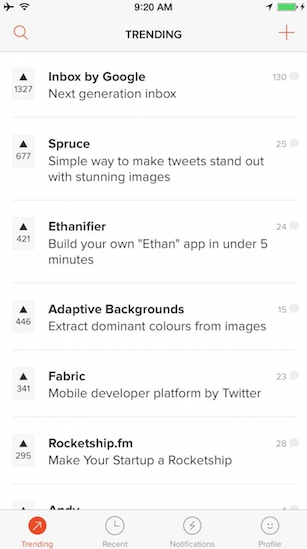 9:20 AM
TRENDING
Inbox by Google
130
1327
Next generation inbox
Spruce
25
677
Simple way to make tweets stand out
with stunning images
Ethanifier
24
421
Build your own "Ethan" app in under 5
minutes
Adaptive Backgrounds
15
446
Extract dominant colours from images
Fabric
23
341
Mobile developer platform by Twitter
Rocketship.fm
28
295
Make Your Startup a Rocketship
Trending
Recent
Notifications
Profile